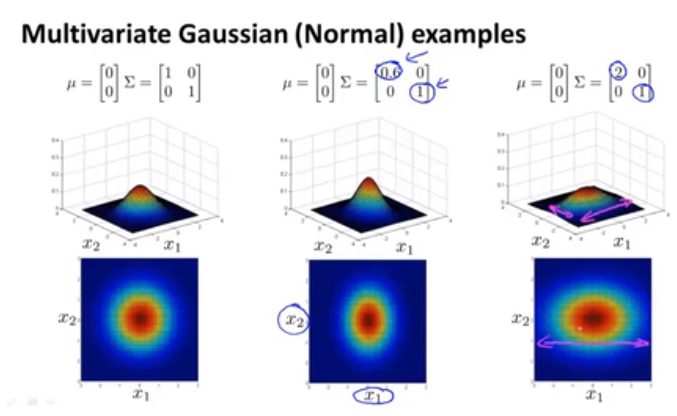 Multivariate Gaussian (Normal) examples
μ = [0 0] Σ = [1 0 0 1]
μ = [0 0] Σ = [0.6 0 0 1]
μ = [0 0] Σ = [2 0 0 1]
x₂ x₁
x₂ x₁
x₂ x₁
x₂
x₁
x₂
x₁
x₂
x₁